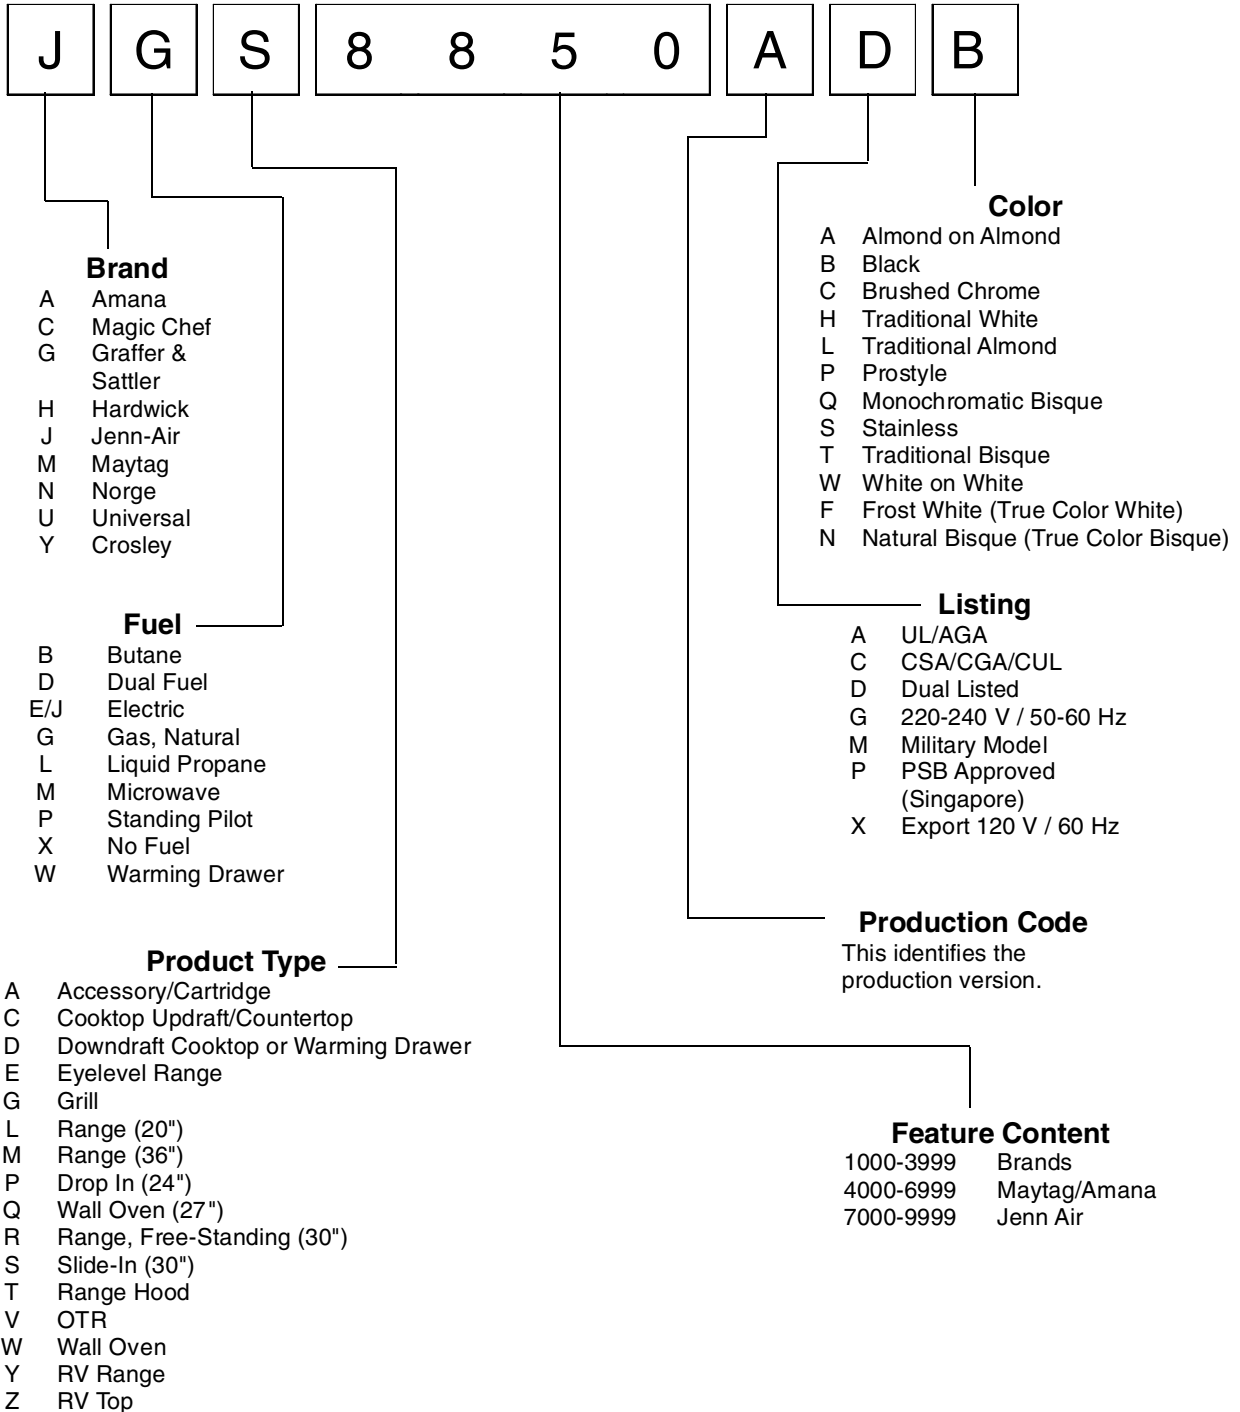 J G S 8 8 5 0 A D B
Brand
A Amana
C Magic Chef
G Graffer &
Sattler
H Hardwick
J Jenn-Air
M Maytag
N Norge
U Universal
Y Crosley
Fuel
B Butane
D Dual Fuel
E/J Electric
G Gas, Natural
L Liquid Propane
M Microwave
P Standing Pilot
X No Fuel
W Warming Drawer
Product Type
A Accessory/Cartridge
C Cooktop Updraft/Countertop
D Downdraft Cooktop or Warming Drawer
E Eyelevel Range
G Grill
L Range (20")
M Range (36")
P Drop In (24")
Q Wall Oven (27")
R Range, Free-Standing (30")
S Slide-In (30")
T Range Hood
V OTR
W Wall Oven
Y RV Range
Z RV Top
Color
A Almond on Almond
B Black
C Brushed Chrome
H Traditional White
L Traditional Almond
P Prostyle
Q Monochromatic Bisque
S Stainless
T Traditional Bisque
W White on White
F Frost White (True Color White)
N Natural Bisque (True Color Bisque)
Listing
A UL/AGA
C CSA/CGA/CUL
D Dual Listed
G 220-240 V / 50-60 Hz
M Military Model
P PSB Approved
(Singapore)
X Export 120 V / 60 Hz
Production Code
This identifies the
production version.
Feature Content
1000-3999 Brands
4000-6999 Maytag/Amana
7000-9999 Jenn Air